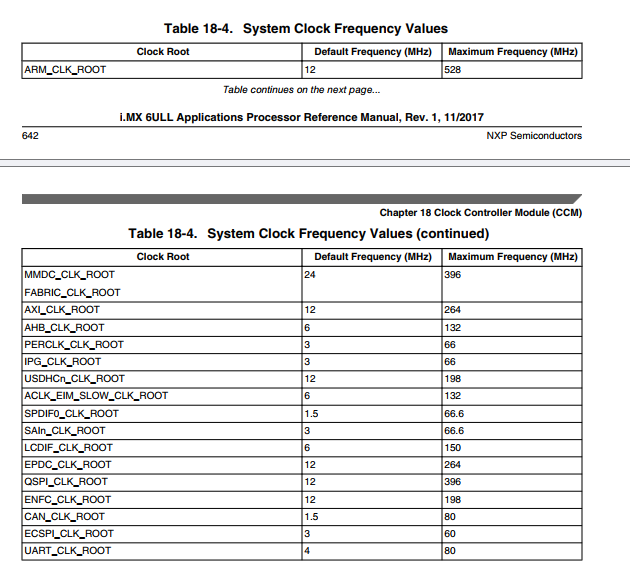 Table 18-4. System Clock Frequency Values
Clock Root Default Frequency (MHz) Maximum Frequency (MHz)
ARM_CLK_ROOT 12 528
Table continues on the next page...
i.MX 6ULL Applications Processor Reference Manual, Rev. 1, 11/2017
642 NXP Semiconductors
Chapter 18 Clock Controller Module (CCM)
Table 18-4. System Clock Frequency Values (continued)
Clock Root Default Frequency (MHz) Maximum Frequency (MHz)
MMDC_CLK_ROOT 24 396
FABRIC_CLK_ROOT
AXI_CLK_ROOT 12 264
AHB_CLK_ROOT 6 132
PERCLK_CLK_ROOT 3 66
IPG_CLK_ROOT 3 66
USDHCn_CLK_ROOT 12 198
ACLK_EIM_SLOW_CLK_ROOT 6 132
SPDIF0_CLK_ROOT 1.5 66.6
SAIn_CLK_ROOT 3 66.6
LCDIF_CLK_ROOT 6 150
EPDC_CLK_ROOT 12 264
QSPI_CLK_ROOT 12 396
ENFC_CLK_ROOT 12 198
CAN_CLK_ROOT 1.5 80
ECSPI_CLK_ROOT 3 60
UART_CLK_ROOT 4 80